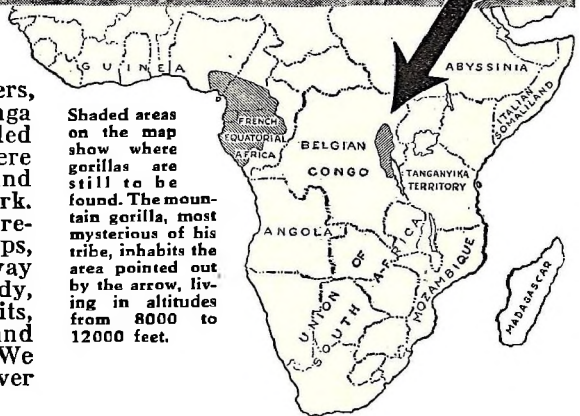 ers,
nga
led
ere
nd
rk.
re-
ps,
vay
dy,
its,
nd
We
ver
Shaded areas
on the map
show where
gorillas are
still to be
found. The moun-
tain gorilla, most
mysterious of his
tribe, inhabits the
area pointed out
by the arrow, liv-
ing in altitudes
from 8000 to
12000 feet.
GUINEA
ABYSSINIA
ITALIAN
SOMALILAND
FRENCH
EQUATORIAL
AFRICA
BELGIAN
CONGO
TANGANYIKA
TERRITORY
ANGOLA
UNION OF
SOUTH AFRICA
MOZAMBIQUE
MADAGASCAR